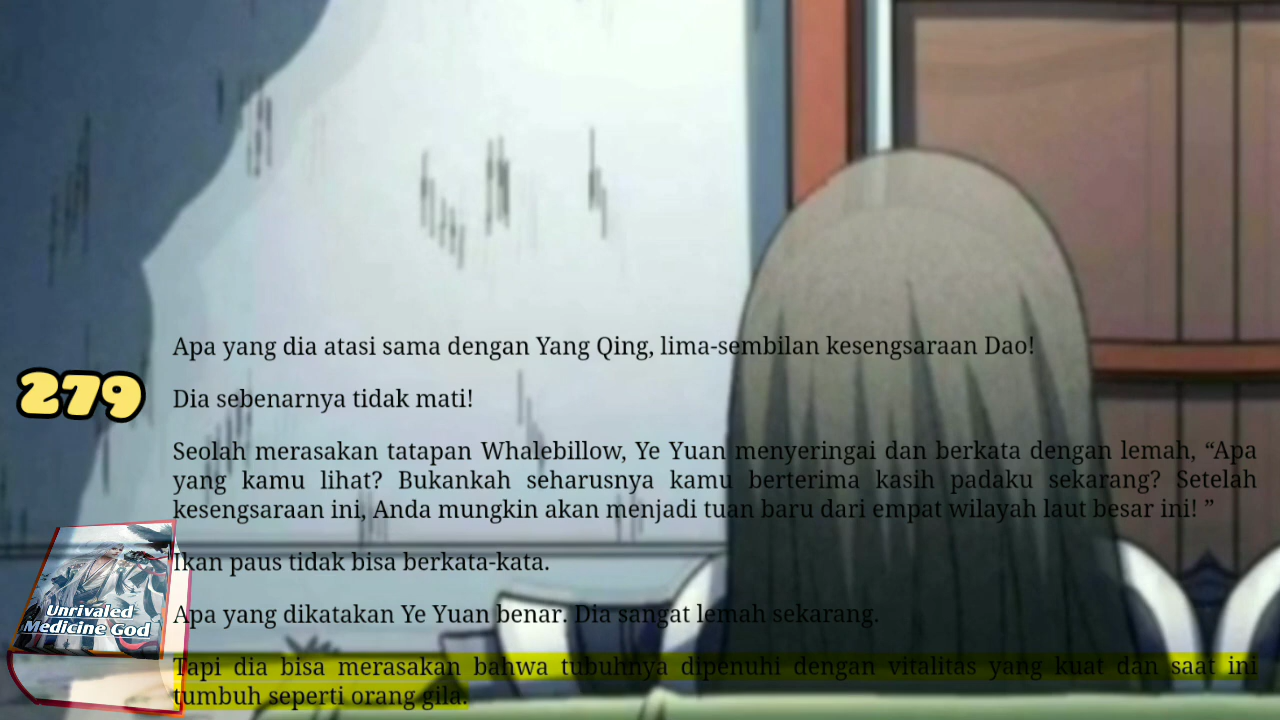 Apa yang dia atasi sama dengan Yang Qing, lima-sembilan kesengsaraan Dao!
279
Dia sebenarnya tidak mati!
Seolah merasakan tatapan Whalebillow, Ye Yuan menyeringai dan berkata dengan lemah, “Apa
yang kamu lihat? Bukankah seharusnya kamu berterima kasih padaku sekarang? Setelah
kesengsaraan ini, Anda mungkin akan menjadi tuan baru dari empat wilayah laut besar ini! ”
Ikan paus tidak bisa berkata-kata.
Apa yang dikatakan Ye Yuan benar. Dia sangat lemah sekarang.
Unrivaled
Medicine God
Tapi dia bisa merasakan bahwa tubuhnya dipenuhi dengan vitalitas yang kuat dan saat ini
tumbuh seperti orang gila.